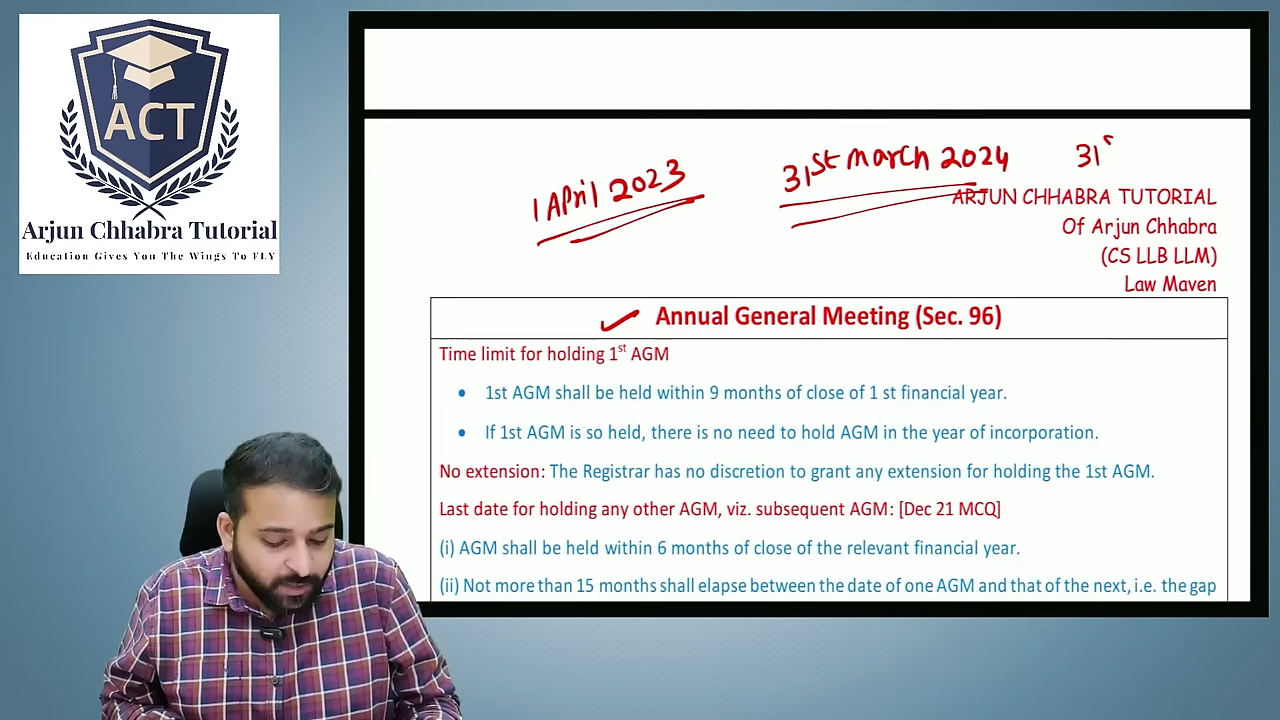 ACT
Arjun Chhabra Tutorial
Education Gives You The Wings To FLY
1 April 2023
31st March 2024
31
ARJUN CHHABRA TUTORIAL
Of Arjun Chhabra
(CS LLB LLM)
Law Maven
Annual General Meeting (Sec. 96)
Time limit for holding 1st AGM
• 1st AGM shall be held within 9 months of close of 1 st financial year.
• If 1st AGM is so held, there is no need to hold AGM in the year of incorporation.
No extension: The Registrar has no discretion to grant any extension for holding the 1st AGM.
Last date for holding any other AGM, viz. subsequent AGM: [Dec 21 MCQ]
(i) AGM shall be held within 6 months of close of the relevant financial year.
(ii) Not more than 15 months shall elapse between the date of one AGM and that of the next, i.e. the gap